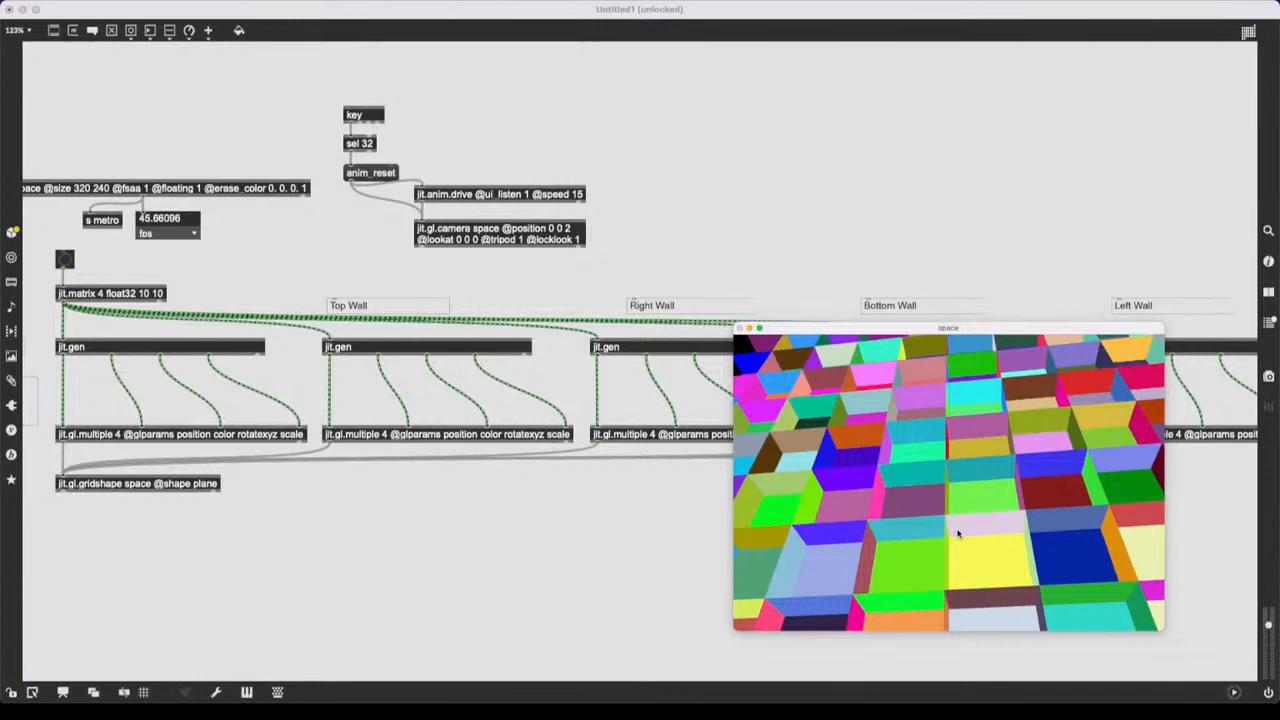 Untitled1 (unlocked)
123%
key
sel 32
anim_reset
pace @size 320 240 @fsaa 1 @floating 1 @erase_color 0. 0. 0. 1
jit.anim.drive @ui_listen 1 @speed 15
s metro
45.66096
fps
jit.gl.camera space @position 0 0 2
@lookat 0 0 0 @tripod 1 @locklook 1
jit.matrix 4 float32 10 10
Top Wall
Right Wall
Bottom Wall
Left Wall
space
jit.gen
jit.gen
jit.gen
jit.gl.multiple 4 @glparams position color rotatexyz scale
jit.gl.multiple 4 @glparams position color rotatexyz scale
jit.gl.multiple 4 @glparams position
le 4 @glparams posit
jit.gl.gridshape space @shape plane